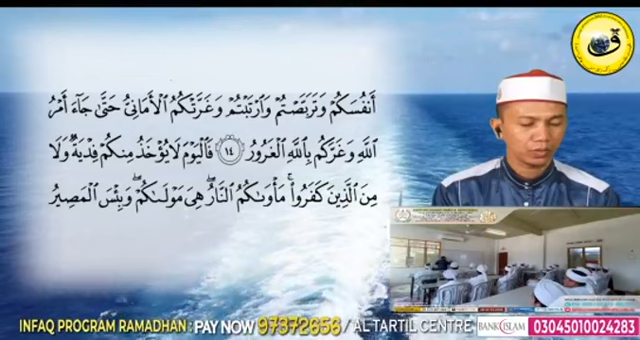 أَنفُسَكُمْ وَتَرَبَّصْتُمْ وَٱرْتَبْتُمْ وَغَرَّتْكُمُ ٱلْأَمَانِىُّ حَتَّىٰ جَآءَ أَمْرُ
ٱللَّهِ وَغَرَّكُم بِٱللَّهِ ٱلْغَرُورُ ١٤ فَٱلْيَوْمَ لَا يُؤْخَذُ مِنكُمْ فِدْيَةٌ وَلَا
مِنَ ٱلَّذِينَ كَفَرُوا۟ ۚ مَأْوَىٰكُمُ ٱلنَّارُ ۖ هِىَ مَوْلَىٰكُمْ ۖ وَبِئْسَ ٱلْمَصِيرُ
INFAQ PROGRAM RAMADHAN : PAY NOW 97372656 / AL TARTIL CENTRE BANK ISLAM 03045010024283